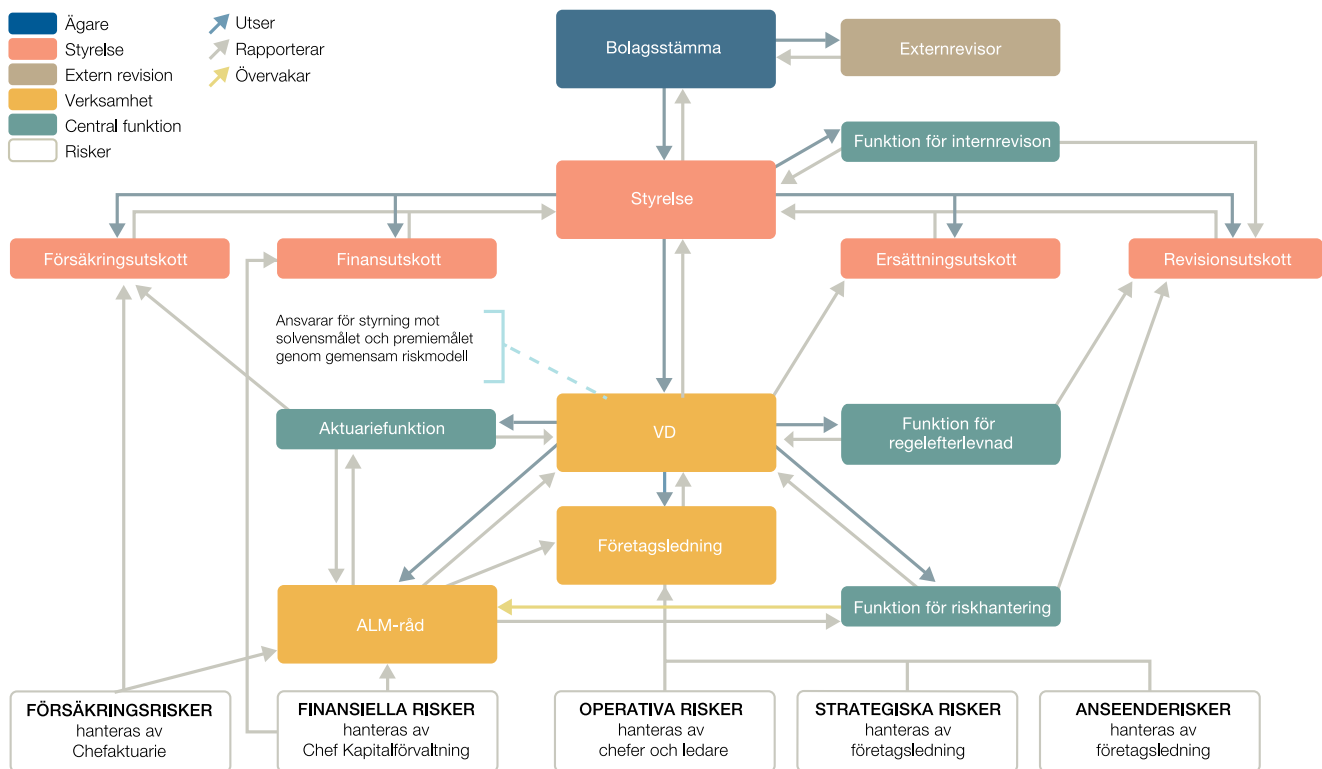 Ägare
Styrelse
Extern revision
Verksamhet
Central funktion
Risker
Utser
Rapporterar
Övervakar
Bolagsstämma
Externrevisor
Funktion för internrevison
Styrelse
Försäkringsutskott
Finansutskott
Ersättningsutskott
Revisionsutskott
Ansvarar för styrning mot
solvensmålet och premiemålet
genom gemensam riskmodell
Aktuariefunktion
VD
Funktion för
regelefterlevnad
Företagsledning
ALM-råd
Funktion för riskhantering
FÖRSÄKRINGSRISKER
hanteras av
Chefaktuarie
FINANSIELLA RISKER
hanteras av
Chef Kapitalförvaltning
OPERATIVA RISKER
hanteras av
chefer och ledare
STRATEGISKA RISKER
hanteras av
företagsledning
ANSEENDERISKER
hanteras av
företagsledning